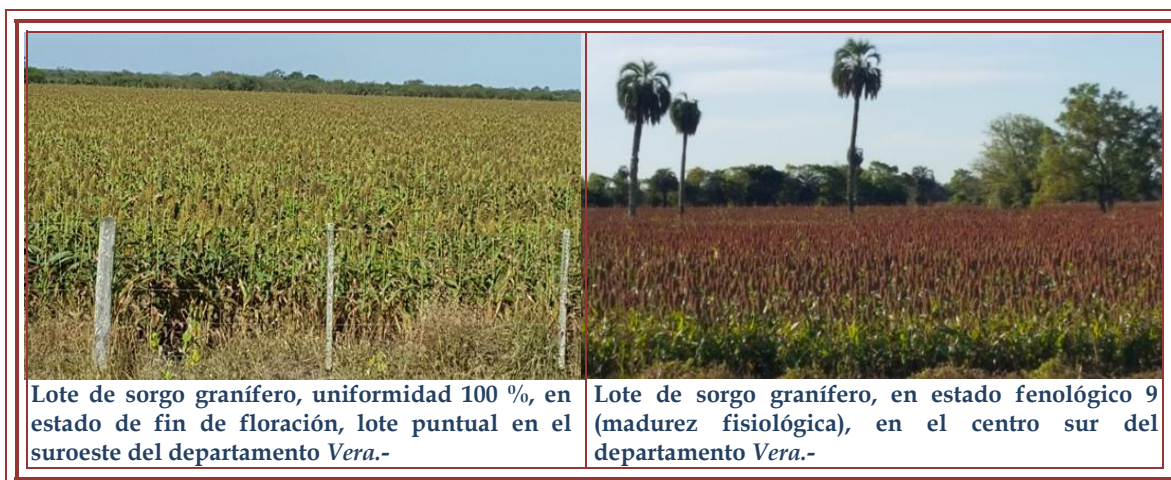 Lote de sorgo granífero, uniformidad 100 %, en
estado de fin de floración, lote puntual en el
suroeste del departamento Vera.-
Lote de sorgo granífero, en estado fenológico 9
(madurez fisiológica), en el centro sur del
departamento Vera.-